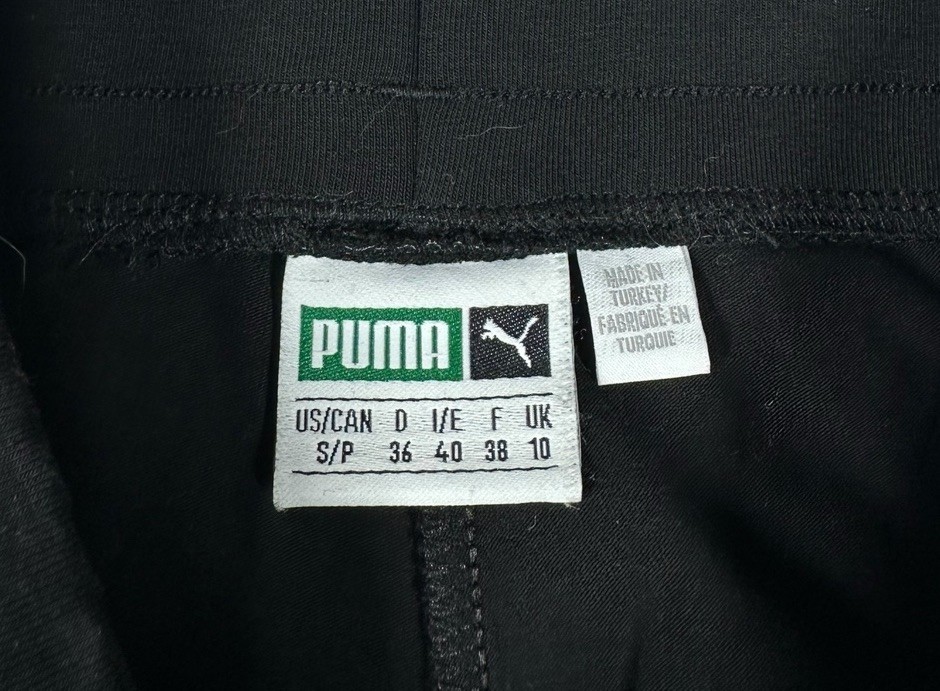 PUMA
US/CAN D I/E F UK
S/P 36 40 38 10
MADE IN
TURKEY/
FABRIQUÉ EN
TURQUIE